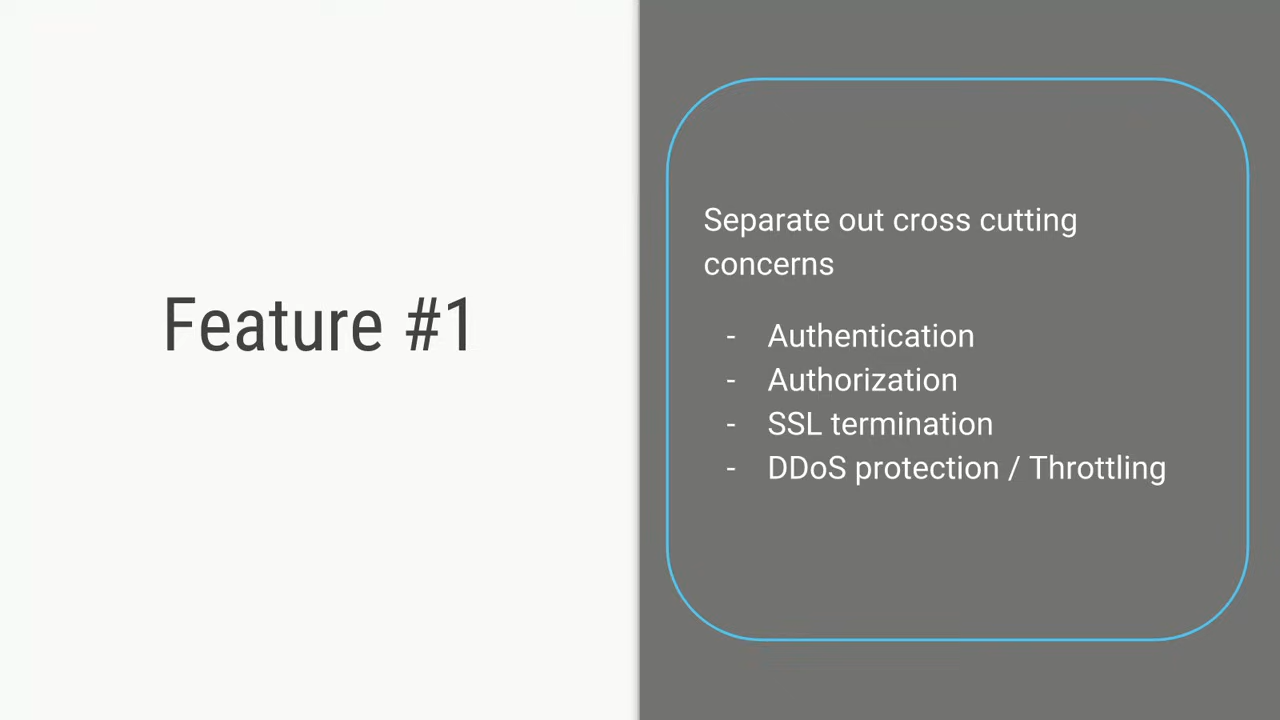 Feature #1
Separate out cross cutting
concerns
- Authentication
- Authorization
- SSL termination
- DDoS protection / Throttling